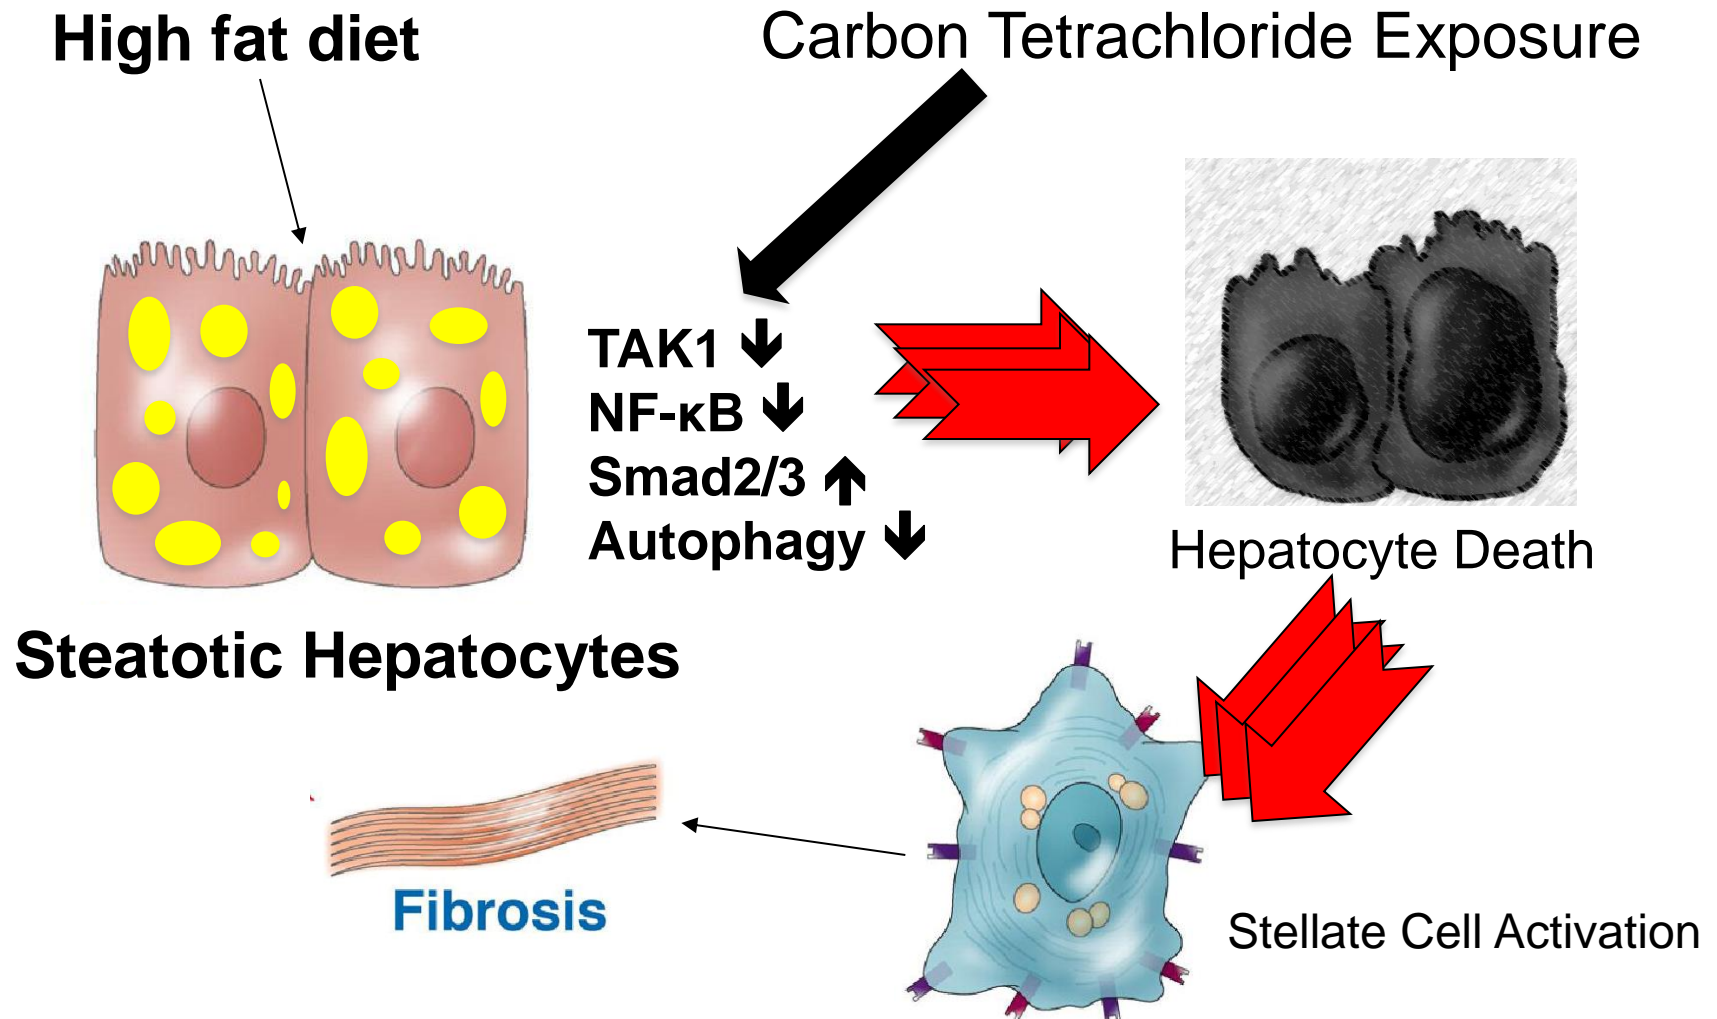 High fat diet
Carbon Tetrachloride Exposure
TAK1 🡻
NF-κB 🡻
Smad2/3 🡹
Autophagy 🡻
Hepatocyte Death
Steatotic Hepatocytes
Fibrosis
Stellate Cell Activation